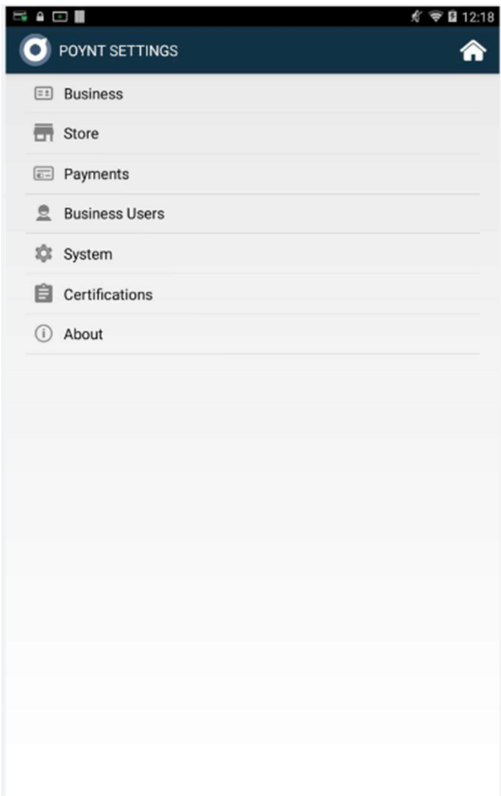 12:18
POYNT SETTINGS
Business
Store
Payments
Business Users
System
Certifications
About